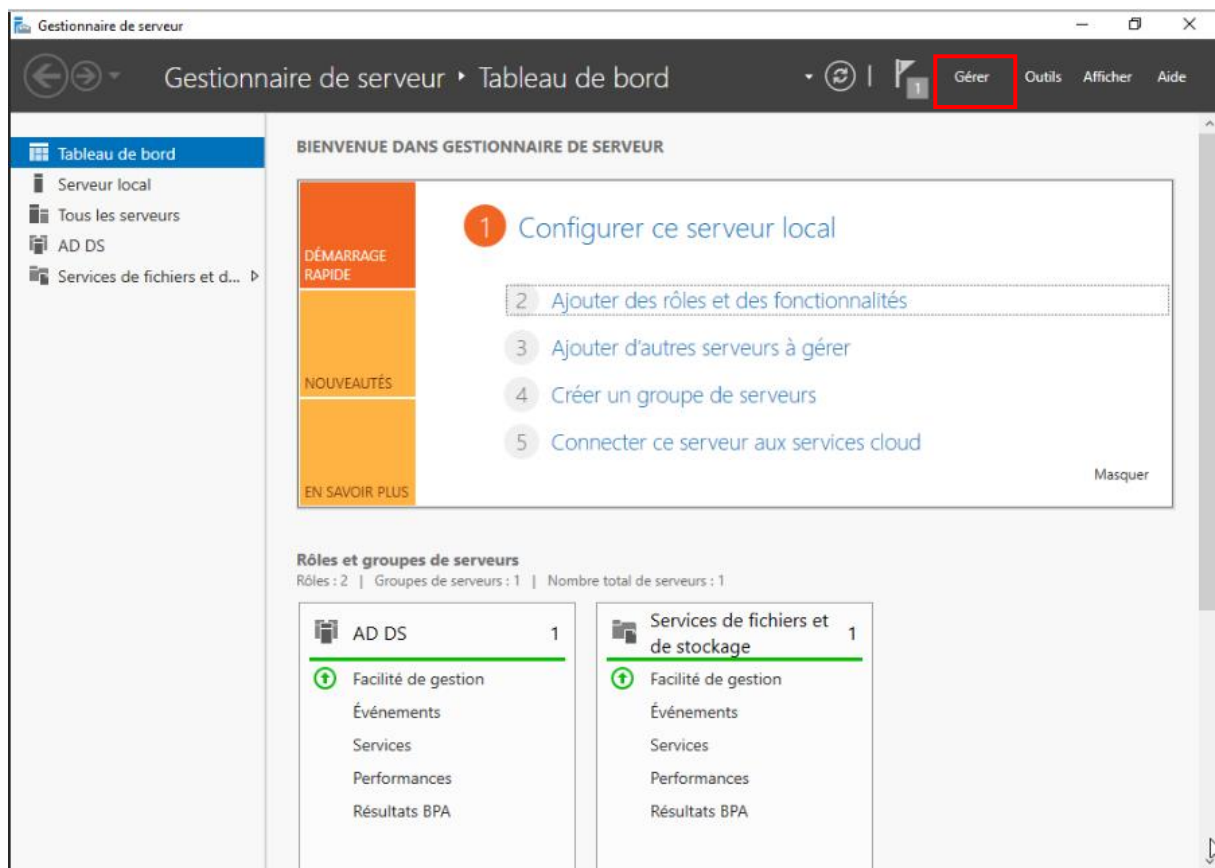 Gestionnaire de serveur
Gestionnaire de serveur • Tableau de bord
1
Gérer
Outils
Afficher
Aide
Tableau de bord
Serveur local
Tous les serveurs
AD DS
Services de fichiers et d...
BIENVENUE DANS GESTIONNAIRE DE SERVEUR
DÉMARRAGE
RAPIDE
NOUVEAUTÉS
EN SAVOIR PLUS
1 Configurer ce serveur local
2 Ajouter des rôles et des fonctionnalités
3 Ajouter d'autres serveurs à gérer
4 Créer un groupe de serveurs
5 Connecter ce serveur aux services cloud
Masquer
Rôles et groupes de serveurs
Rôles : 2 | Groupes de serveurs : 1 | Nombre total de serveurs : 1
AD DS 1
Facilité de gestion
Événements
Services
Performances
Résultats BPA
Services de fichiers et
de stockage 1
Facilité de gestion
Événements
Services
Performances
Résultats BPA